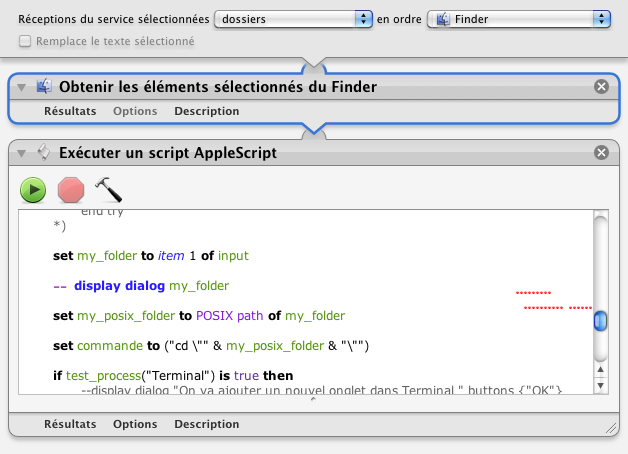 Réceptions du service sélectionnées dossiers en ordre Finder
Remplace le texte sélectionné
Obtenir les éléments sélectionnés du Finder
Résultats Options Description
Exécuter un script AppleScript
end try
*)
set my_folder to item 1 of input
-- display dialog my_folder
set my_posix_folder to POSIX path of my_folder
set commande to ("cd \"" & my_posix_folder & "\"")
if test_process("Terminal") is true then
--display dialog "On va ajouter un nouvel onglet dans Terminal " buttons {"OK"}
Résultats Options Description